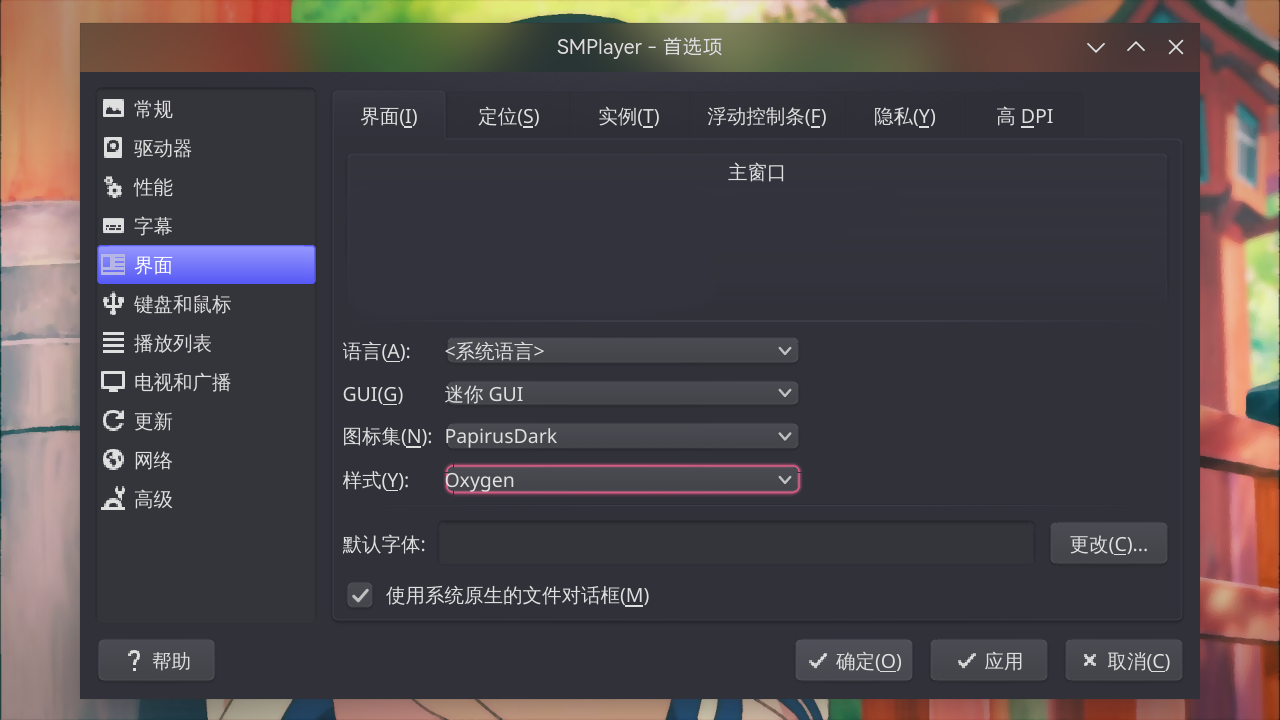 SMPlayer - 首选项
常规
驱动器
性能
字幕
界面
键盘和鼠标
播放列表
电视和广播
更新
网络
高级
界面(I) 定位(S) 实例(T) 浮动控制条(F) 隐私(Y) 高 DPI
主窗口
语言(A): <系统语言>
GUI(G) 迷你 GUI
图标集(N): PapirusDark
样式(Y): Oxygen
默认字体: 更改(C)...
使用系统原生的文件对话框(M)
帮助 确定(O) 应用 取消(C)